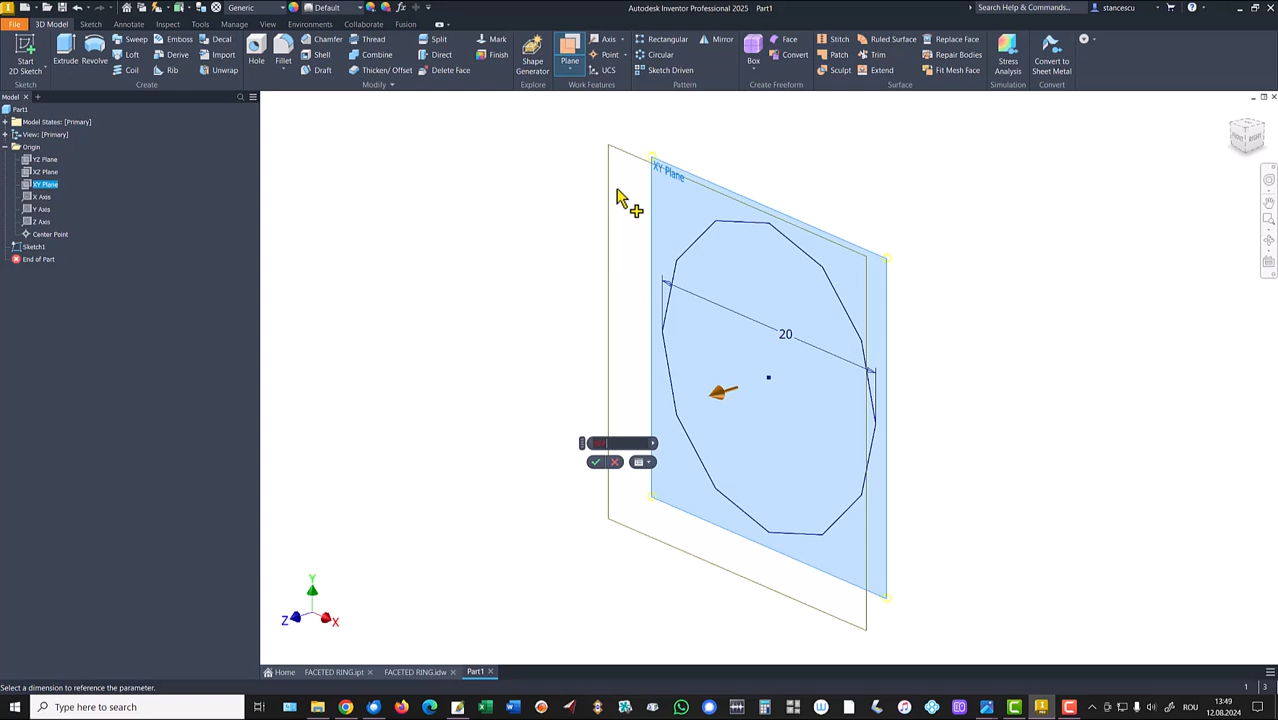 Generic
Default
Autodesk Inventor Professional 2025 Part1
Search Help & Commands...
stancescu
File
3D Model
Sketch
Annotate
Inspect
Tools
Manage
View
Environments
Collaborate
Fusion
Start
2D Sketch
Extrude
Revolve
Sweep
Emboss
Decal
Loft
Derive
Import
Coil
Rib
Unwrap
Hole
Fillet
Chamfer
Thread
Split
Mark
Shell
Combine
Direct
Finish
Draft
Thicken/ Offset
Delete Face
Shape
Generator
Plane
Axis
Point
UCS
Rectangular
Mirror
Circular
Sketch Driven
Box
Face
Convert
Stitch
Ruled Surface
Replace Face
Patch
Trim
Repair Bodies
Sculpt
Extend
Fit Mesh Face
Stress
Analysis
Convert to
Sheet Metal
Sketch
Create
Modify
Explore
Work Features
Pattern
Create Freeform
Surface
Simulation
Convert
Model
Part1
Model States: [Primary]
View: [Primary]
Origin
YZ Plane
XZ Plane
XY Plane
X Axis
Y Axis
Z Axis
Center Point
Sketch1
End of Part
XY Plane
FRONT
RIGHT
20
Y
Z
X
Home
FACETED RING.ipt
FACETED RING.idw
Part1
Select a dimension to reference the parameter.
1
3
Type here to search
ROU
13:49
12.08.2024